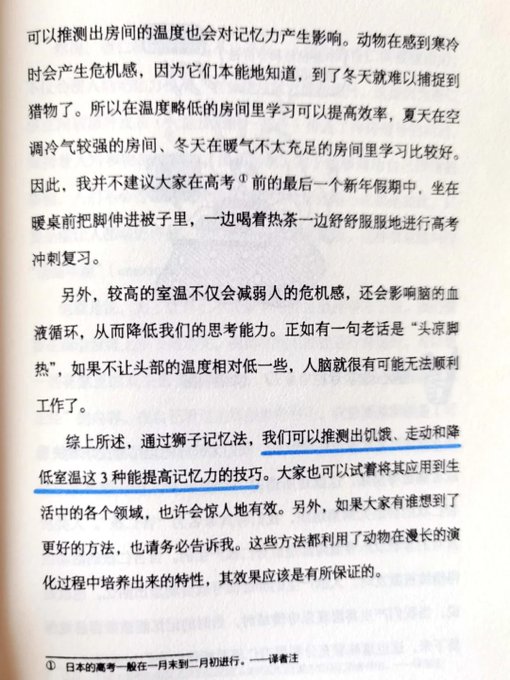 可以推测出房间的温度也会对记忆力产生影响。动物在感到寒冷
时会产生危机感，因为它们本能地知道，到了冬天就难以捕捉到
猎物了。所以在温度略低的房间里学习可以提高效率，夏天在空
调冷气较强的房间、冬天在暖气不太充足的房间里学习比较好。
因此，我并不建议大家在高考①前的最后一个新年假期中，坐在
暖桌前把脚伸进被子里，一边喝着热茶一边舒舒服服地进行高考
冲刺复习。
另外，较高的室温不仅会减弱人的危机感，还会影响脑的血
液循环，从而降低我们的思考能力。正如有一句老话是“头凉脚
热”，如果不让头部的温度相对低一些，人脑就很有可能无法顺利
工作了。
综上所述，通过狮子记忆法，我们可以推测出饥饿、走动和降
低室温这3种能提高记忆力的技巧。大家也可以试着将其应用到生
活中的各个领域，也许会惊人地有效。另外，如果大家有谁想到了
更好的方法，也请务必告诉我。这些方法都利用了动物在漫长的演
化过程中培养出来的特性，其效果应该是有所保证的。
① 日本的高考一般在一月末到二月初进行。——译者注